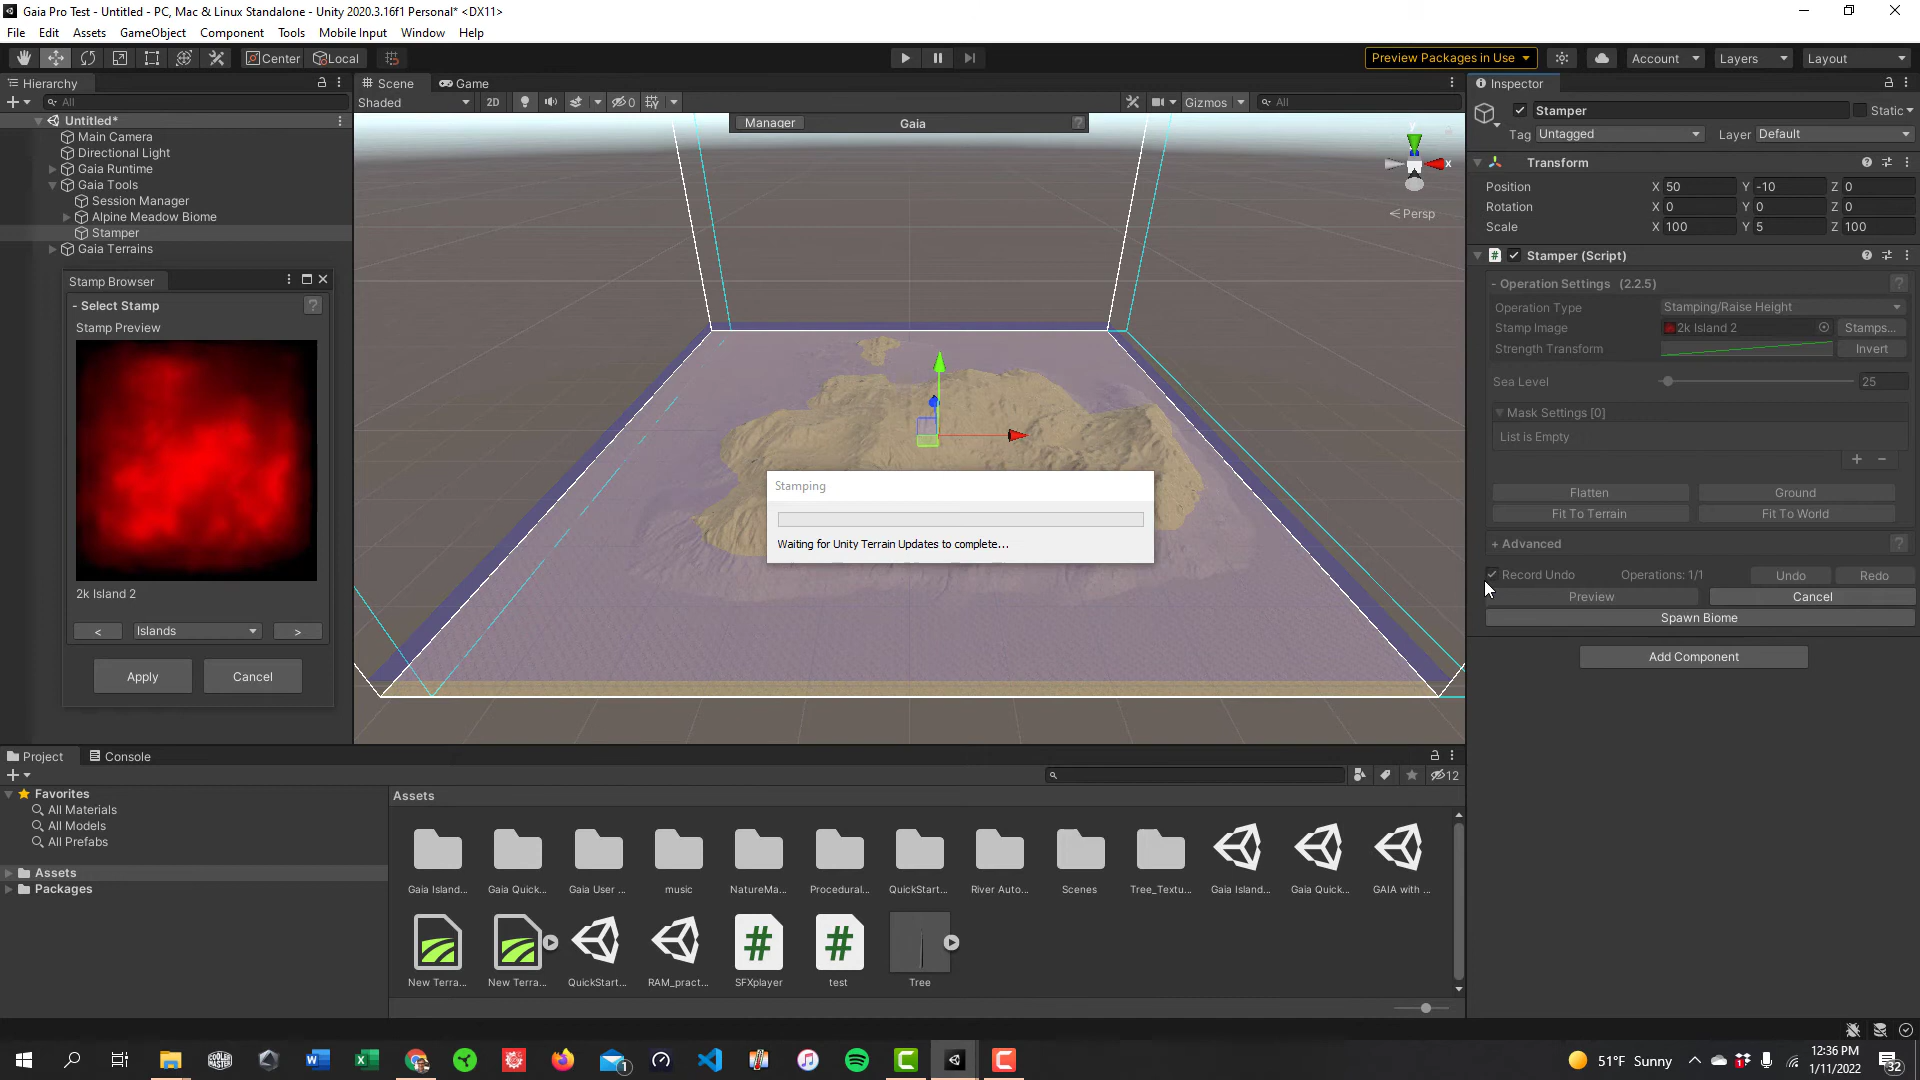 Gaia Pro Test - Untitled - PC, Mac & Linux Standalone - Unity 2020.3.16f1 Personal* <DX11>
File Edit Assets GameObject Component Tools Mobile Input Window Help
Center Local Preview Packages in Use Account Layers Layout
Hierarchy
All
Untitled*
Main Camera
Directional Light
Gaia Runtime
Gaia Tools
Session Manager
Alpine Meadow Biome
Stamper
Gaia Terrains
Stamp Browser
- Select Stamp ?
Stamp Preview
2k Island 2
< Islands >
Apply Cancel
Scene Game
Shaded 2D 0 Gizmos All
Manager Gaia ?
y
x
< Persp
Stamping
Waiting for Unity Terrain Updates to complete...
Inspector
Stamper Static
Tag Untagged Layer Default
Transform
Position X 50 Y -10 Z 0
Rotation X 0 Y 0 Z 0
Scale X 100 Y 5 Z 100
# Stamper (Script)
- Operation Settings (2.2.5) ?
Operation Type Stamping/Raise Height
Stamp Image 2k Island 2 Stamps...
Strength Transform Invert
Sea Level 25
Mask Settings [0]
List is Empty
+ −
Flatten Ground
Fit To Terrain Fit To World
+ Advanced ?
Record Undo Operations: 1/1 Undo Redo
Preview Cancel
Spawn Biome
Add Component
Project Console
12
Favorites
All Materials
All Models
All Prefabs
Assets
Packages
Assets
Gaia Island... Gaia Quick... Gaia User ... music NatureMa... Procedural... QuickStart... River Auto... Scenes Tree_Textu... Gaia Island... Gaia Quick... GAIA with ...
New Terra... New Terra... QuickStart... RAM_pract... SFXplayer test Tree
51°F Sunny
12:36 PM
1/11/2022
32